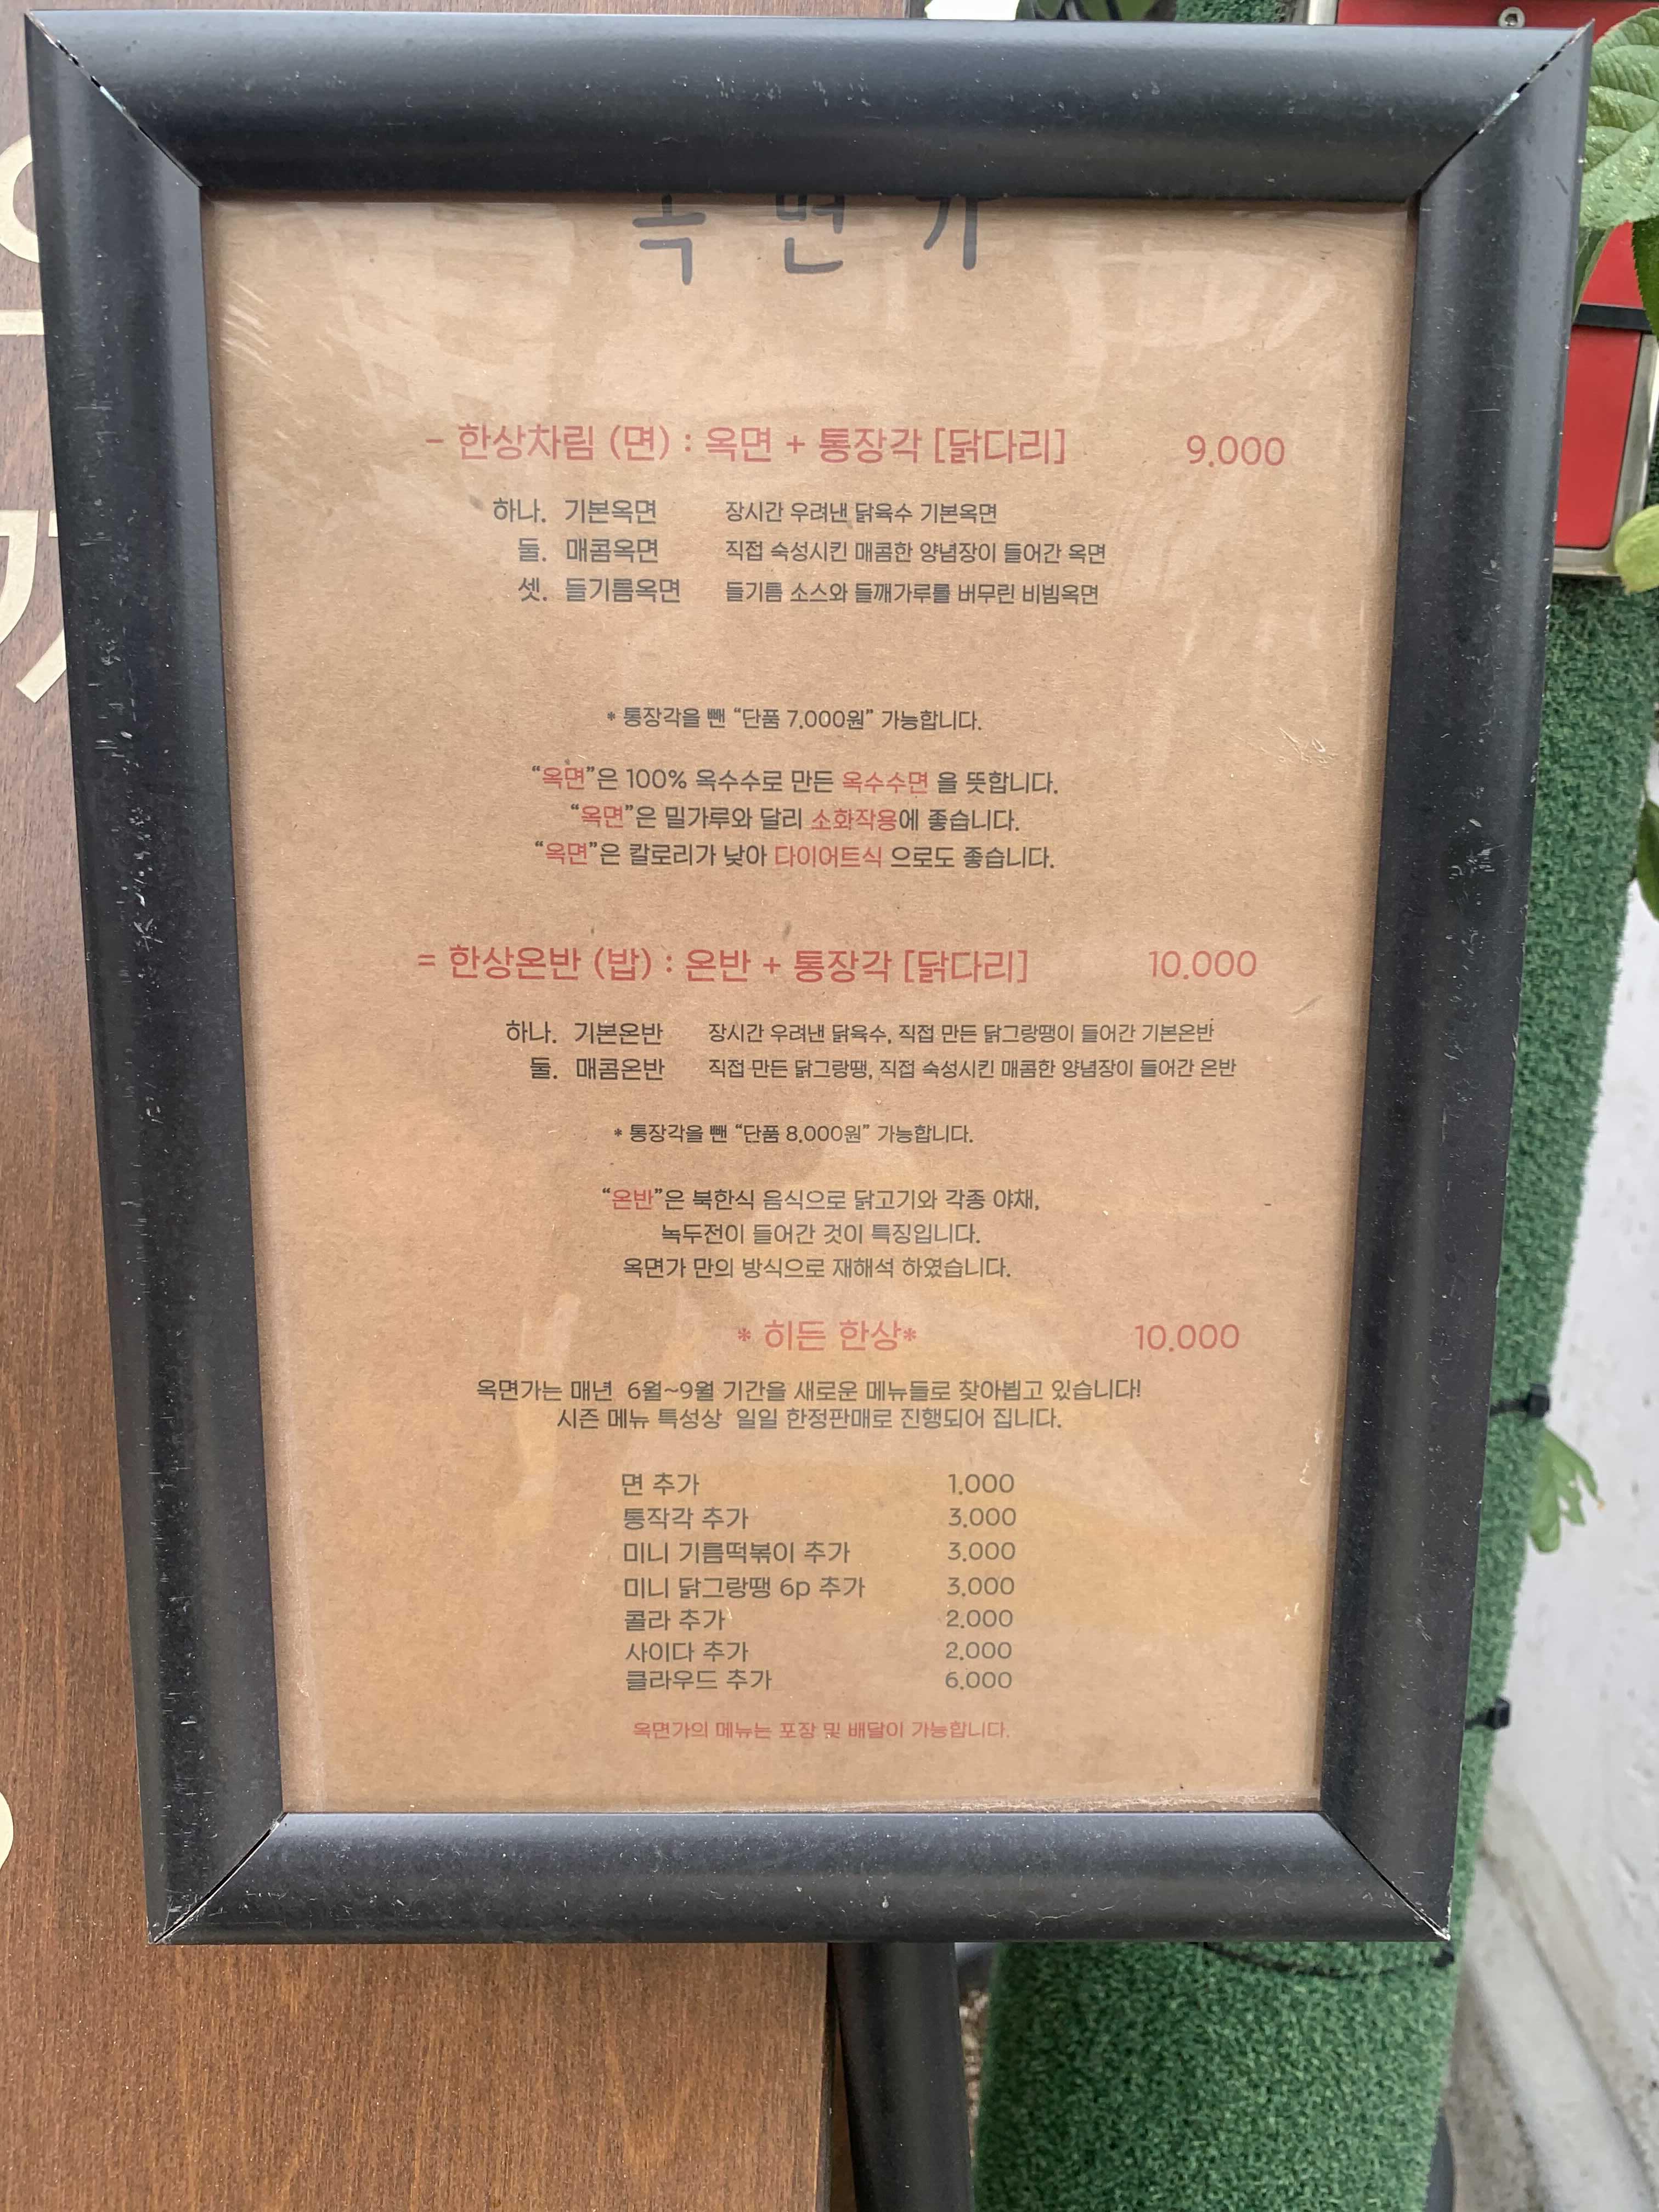 옥면가
- 한상차림 (면) : 옥면 + 통장각 [닭다리] 9,000
하나. 기본옥면 장시간 우려낸 닭육수 기본옥면
둘. 매콤옥면 직접 숙성시킨 매콤한 양념장이 들어간 옥면
셋. 들기름옥면 들기름 소스와 들깨가루를 버무린 비빔옥면
* 통장각을 뺀 “단품 7,000원” 가능합니다.
“옥면”은 100% 옥수수로 만든 옥수수면 을 뜻합니다.
“옥면”은 밀가루와 달리 소화작용에 좋습니다.
“옥면”은 칼로리가 낮아 다이어트식 으로도 좋습니다.
= 한상온반 (밥) : 온반 + 통장각 [닭다리] 10,000
하나. 기본온반 장시간 우려낸 닭육수, 직접 만든 닭그랑땡이 들어간 기본온반
둘. 매콤온반 직접 만든 닭그랑땡, 직접 숙성시킨 매콤한 양념장이 들어간 온반
* 통장각을 뺀 “단품 8,000원” 가능합니다.
“온반”은 북한식 음식으로 닭고기와 각종 야채,
녹두전이 들어간 것이 특징입니다.
옥면가 만의 방식으로 재해석 하였습니다.
* 히든 한상* 10,000
옥면가는 매년 6월~9월 기간을 새로운 메뉴들로 찾아뵙고 있습니다!
시즌 메뉴 특성상 일일 한정판매로 진행되어 집니다.
면 추가 1,000
통작각 추가 3,000
미니 기름떡볶이 추가 3,000
미니 닭그랑땡 6p 추가 3,000
콜라 추가 2,000
사이다 추가 2,000
클라우드 추가 6,000
옥면가의 메뉴는 포장 및 배달이 가능합니다.